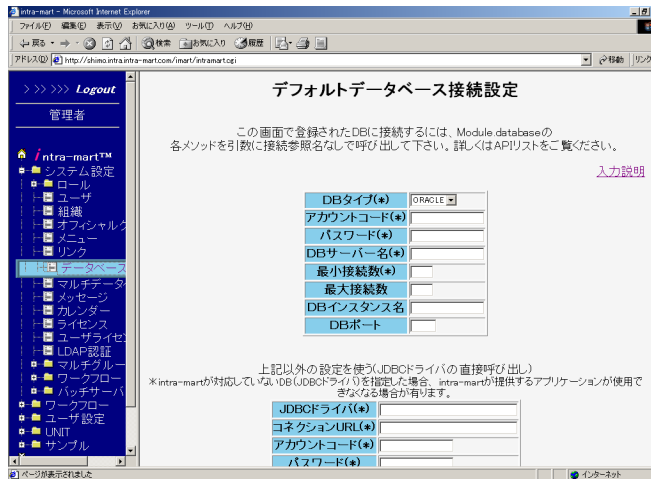 intra-mart - Microsoft Internet Explorer
ファイル(F) 編集(E) 表示(V) お気に入り(A) ツール(T) ヘルプ(H)
戻る 検索 お気に入り 履歴
アドレス(D) http://shimo.intra.intra-mart.com/imart/intramart.cgi 移動 リンク
> >> >>> Logout
管理者
intra-mart™
システム設定
ロール
ユーザ
組織
オフィシャルグ
メニュー
リンク
データベース
マルチデータベ
メッセージ
カレンダー
ライセンス
ユーザライセン
LDAP認証
マルチグルー
ワークフロー
バッチサーバ
ワークフロー
ユーザ設定
UNIT
サンプル
デフォルトデータベース接続設定
この画面で登録されたDBに接続するには、Module.databaseの
各メソッドを引数に接続参照名なしで呼び出して下さい。詳しくはAPIリストをご覧ください。
入力説明
DBタイプ(*) ORACLE
アカウントコード(*)
パスワード(*)
DBサーバー名(*)
最小接続数(*)
最大接続数
DBインスタンス名
DBポート
上記以外の設定を使う(JDBCドライバの直接呼び出し)
※intra-martが対応していないDB(JDBCドライバ)を指定した場合、intra-martが提供するアプリケーションが使用で
きなくなる場合が有ります。
JDBCドライバ(*)
コネクションURL(*)
アカウントコード(*)
パスワード(*)
ページが表示されました インターネット